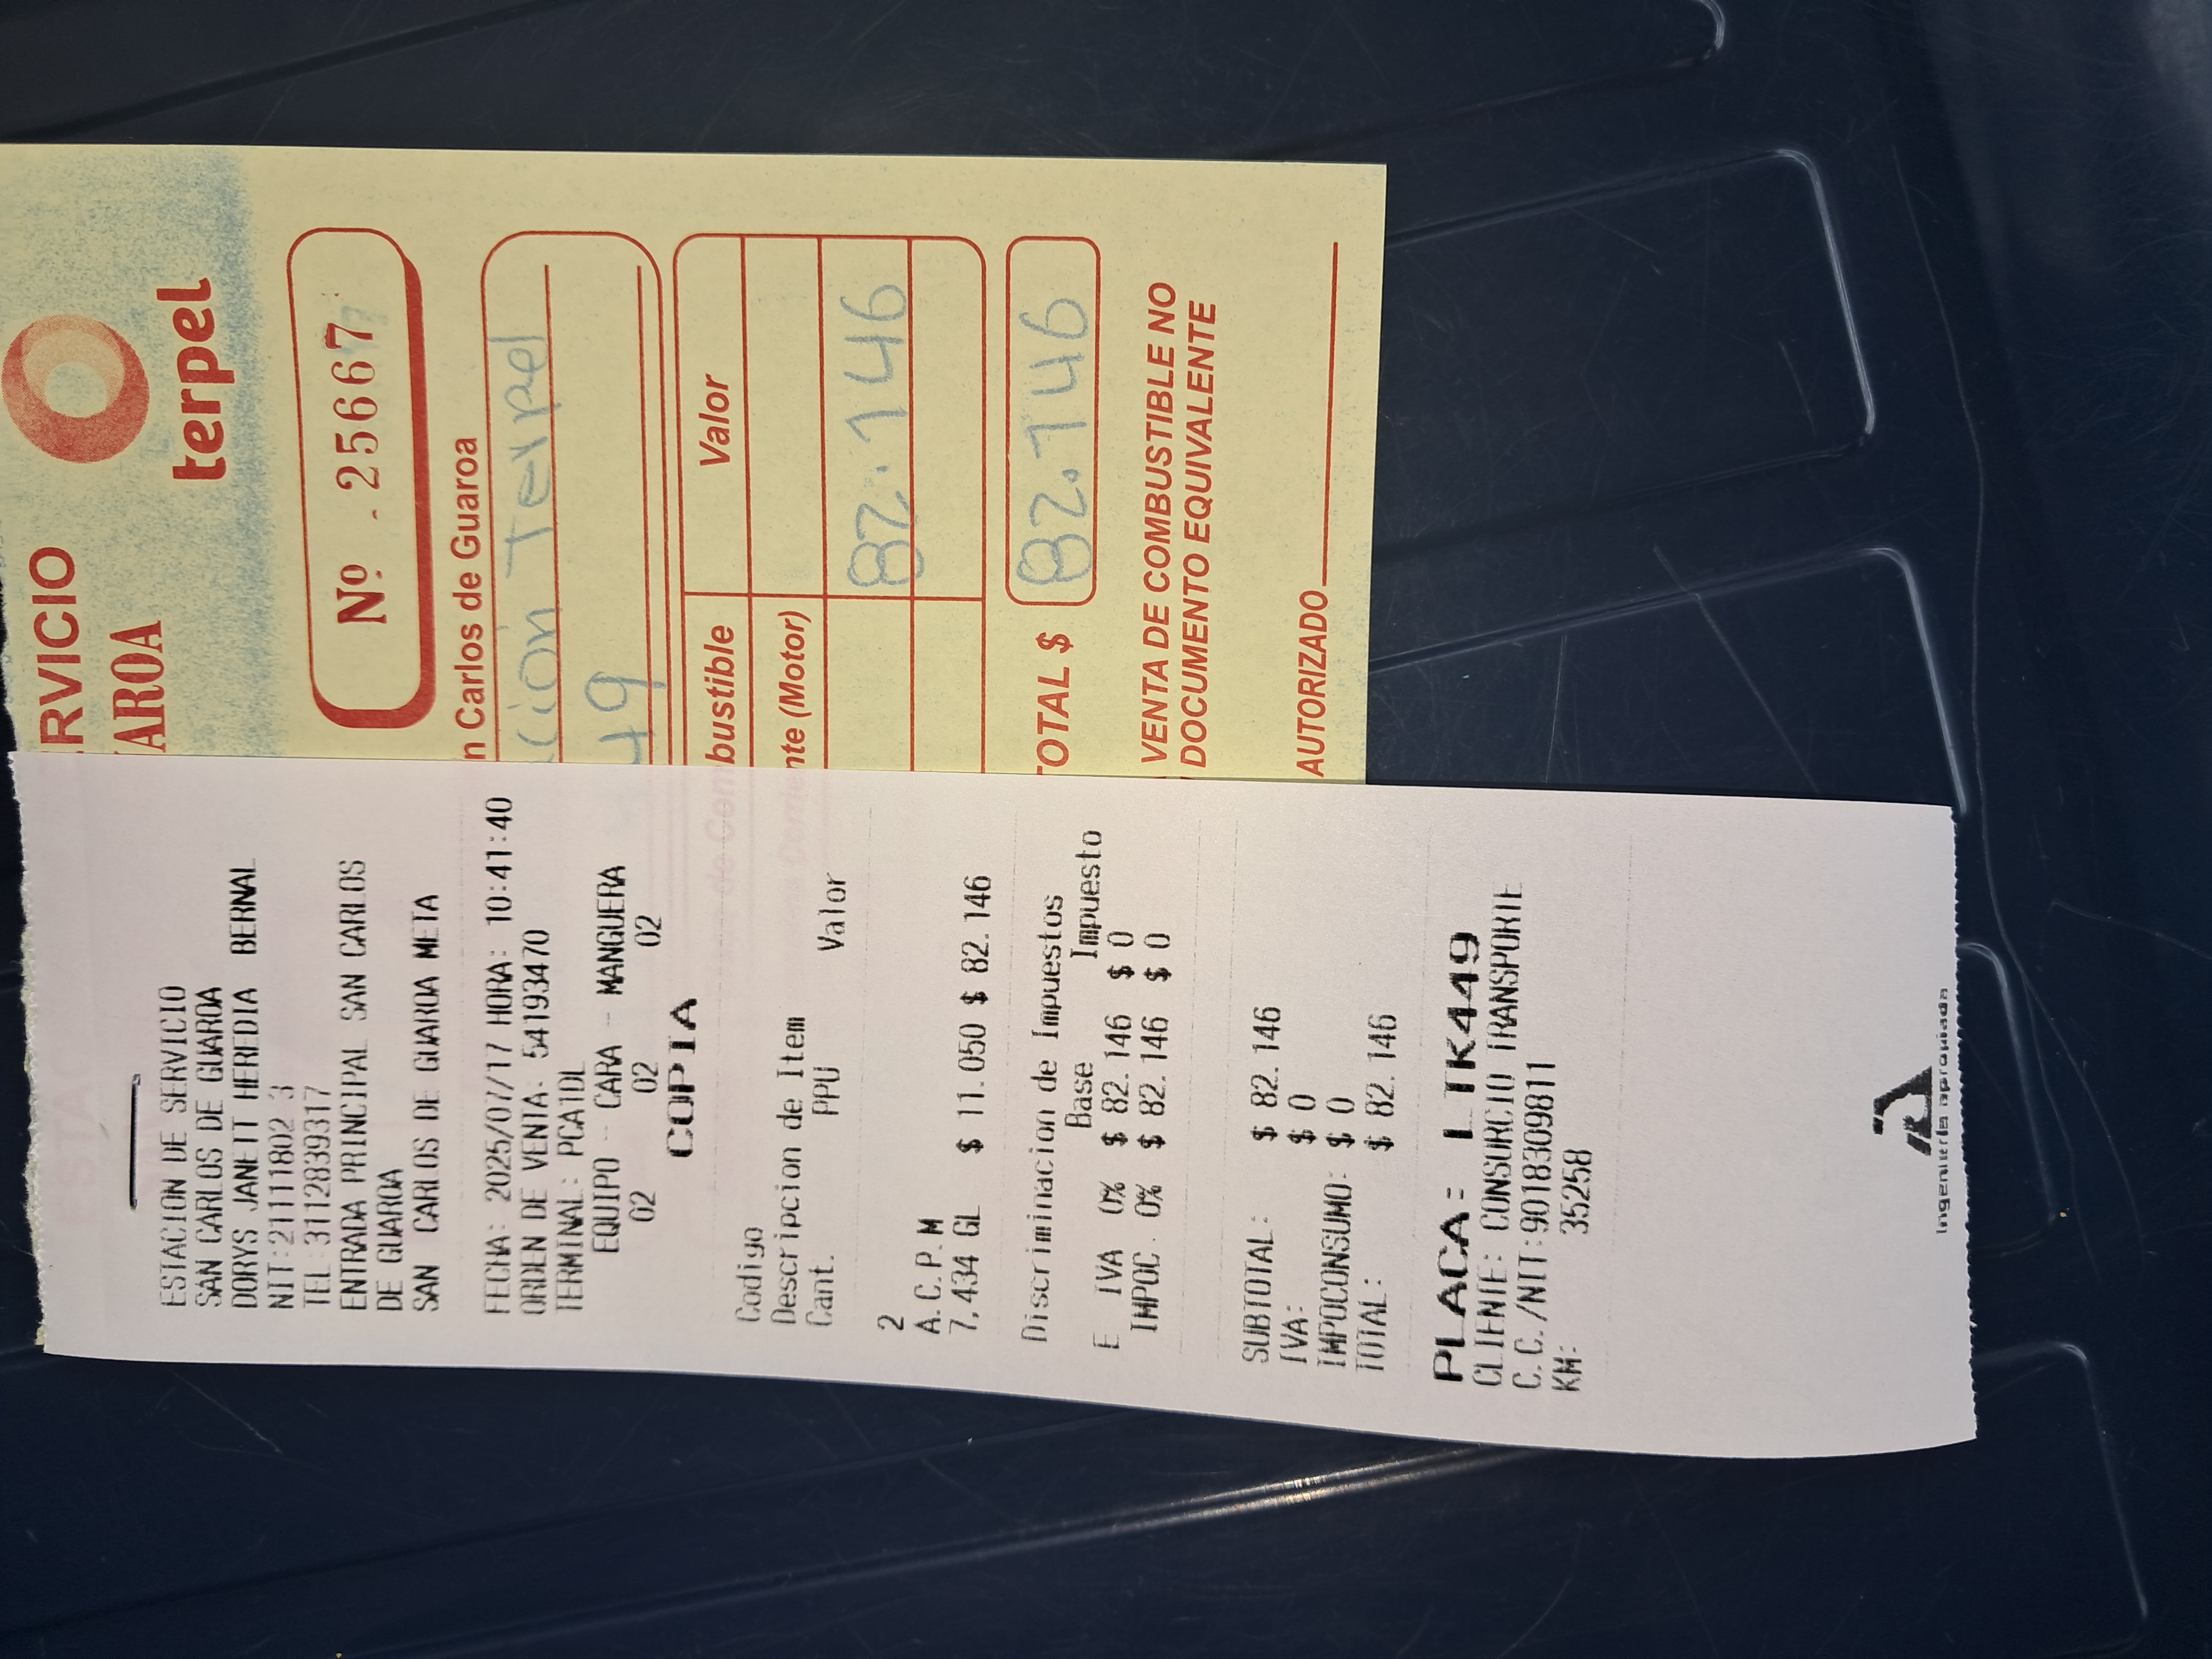 ESTACION DE SERVICIO
SAN CARLOS DE GUAROA
DORYS JANETT HEREDIA BERNAL
NIT:21111802 3
TEL:3112839317
ENTRADA PRINCIPAL SAN CARLOS
DE GUAROA
SAN CARLOS DE GUAROA META
FECHA: 2025/07/17 HORA: 10:41:40
ORDEN DE VENTA: 54193470
TERMINAL: PCATDL
EQUIPO - CARA - MANGUERA
02 02 02
COPIA
Codigo
Descripcion de Item
Cant. PPU Valor
2
A.C.P.M
7,434 GL $ 11.050 $ 82.146
Discriminacion de Impuestos
Base Impuesto
E IVA 0% $ 82.146 $ 0
IMPOC. 0% $ 82.146 $ 0
SUBTOTAL: $ 82.146
IVA: $ 0
IMPOCONSUMO: $ 0
TOTAL: $ 82.146
PLACA: LTK449
CLIENTE: CONSORCIO TRANSPORTE
C.C./NIT:9018309811
KM: 35258
Ingeniería apropiada
RVICIO
AROA
terpel
Nº. 25667
n Carlos de Guaroa
ción Terpel
49
bustible Valor
nte (Motor)
82.146
OTAL $ 82.146
VENTA DE COMBUSTIBLE NO
DOCUMENTO EQUIVALENTE
AUTORIZADO